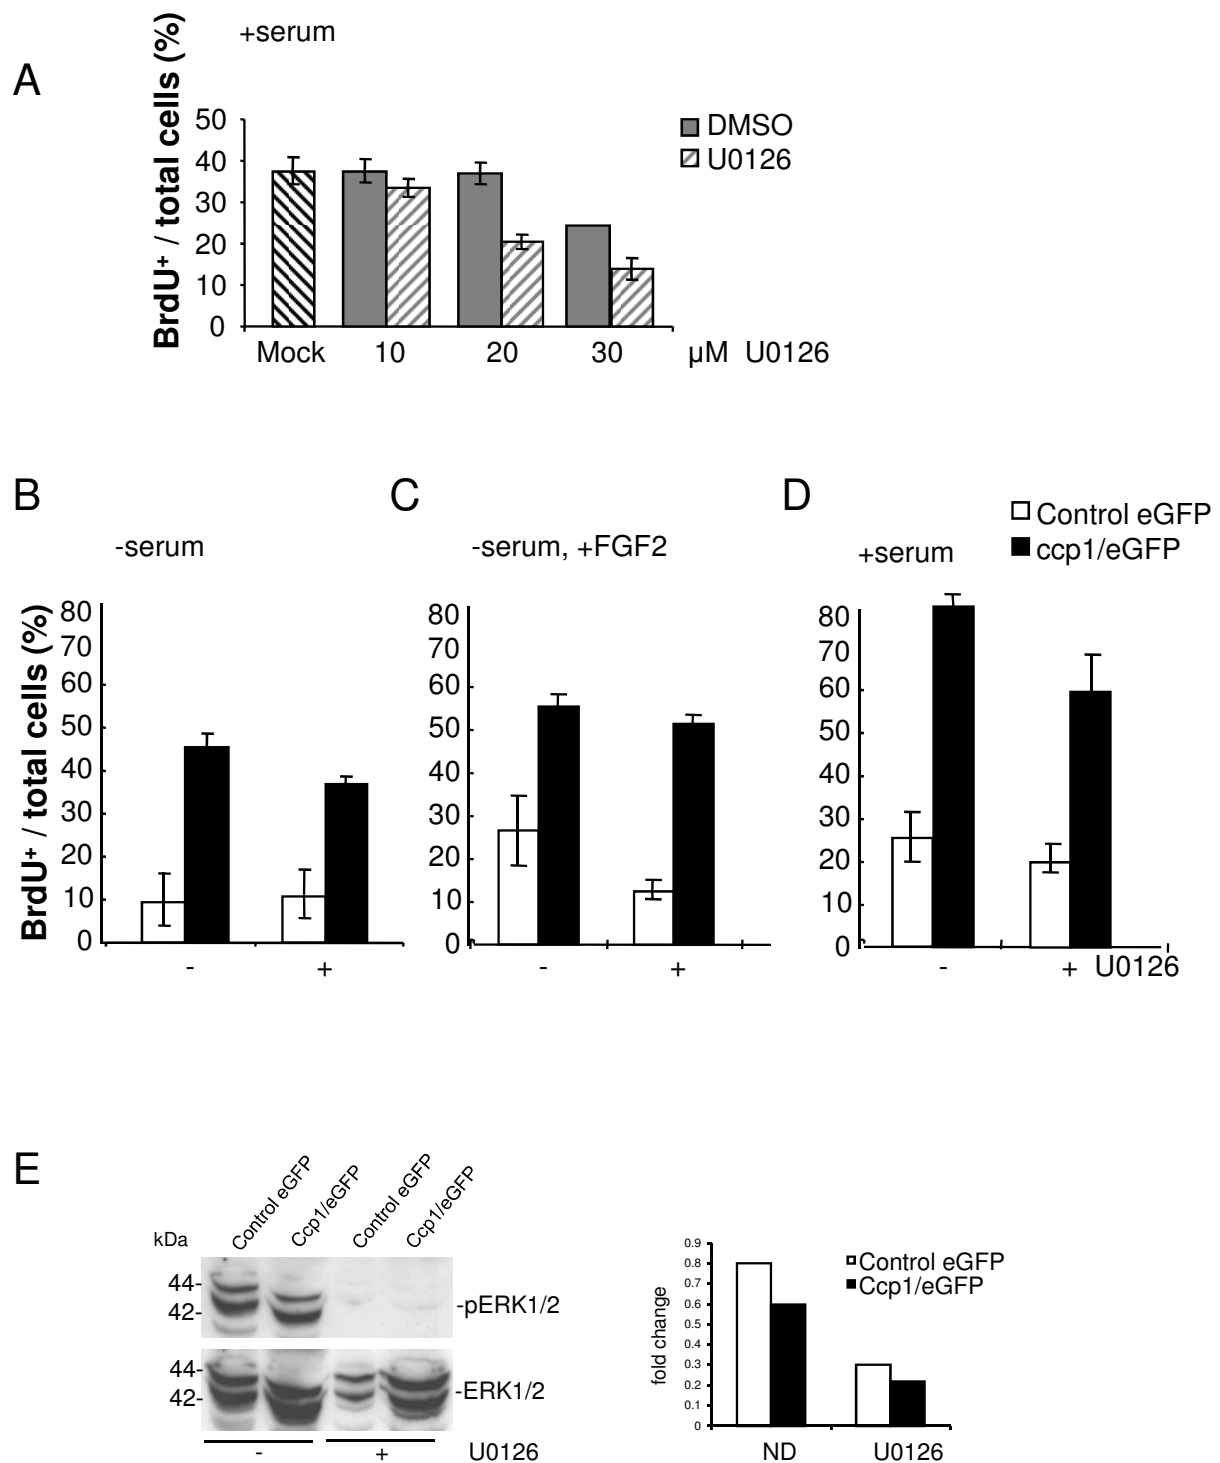 +serum
A
BrdU⁺ / total cells (%)
50
40
30
20
10
0
DMSO
U0126
Mock 10 20 30 µM U0126
B
-serum
BrdU⁺ / total cells (%)
80
70
60
50
40
30
20
10
0
- +
C
-serum, +FGF2
80
70
60
50
40
30
20
10
0
- +
D
+serum
Control eGFP
ccp1/eGFP
80
70
60
50
40
30
20
10
0
- + U0126
E
kDa
Control eGFP
Ccp1/eGFP
Control eGFP
Ccp1/eGFP
44-
42-
-pERK1/2
44-
42-
-ERK1/2
- + U0126
fold change
0.9
0.8
0.7
0.6
0.5
0.4
0.3
0.2
0.1
0
Control eGFP
Ccp1/eGFP
ND U0126